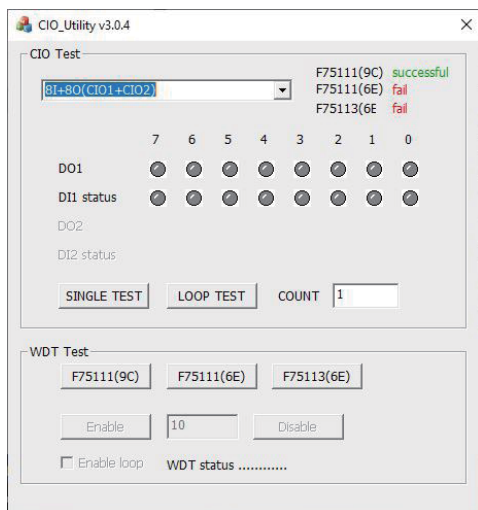 CIO_Utility v3.0.4
CIO Test
8I+8O(CIO1+CIO2)
F75111(9C) successful
F75111(6E) fail
F75113(6E fail
7 6 5 4 3 2 1 0
DO1
DI1 status
DO2
DI2 status
SINGLE TEST LOOP TEST COUNT 1
WDT Test
F75111(9C) F75111(6E) F75113(6E)
Enable 10 Disable
Enable loop WDT status ............